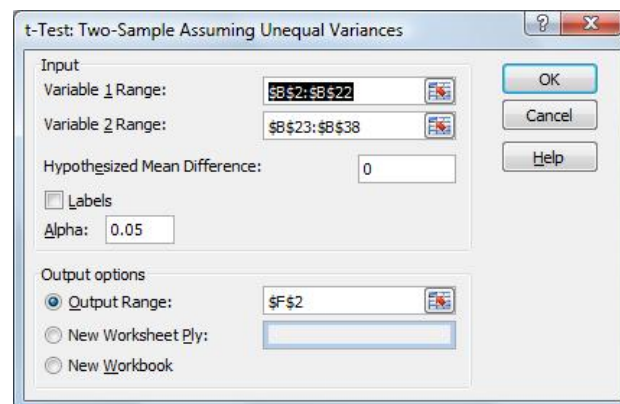 t-Test: Two-Sample Assuming Unequal Variances
Input
Variable 1 Range: $B$2:$B$22
Variable 2 Range: $B$23:$B$38
Hypothesized Mean Difference: 0
Labels
Alpha: 0.05
OK
Cancel
Help
Output options
Output Range: $F$2
New Worksheet Ply:
New Workbook